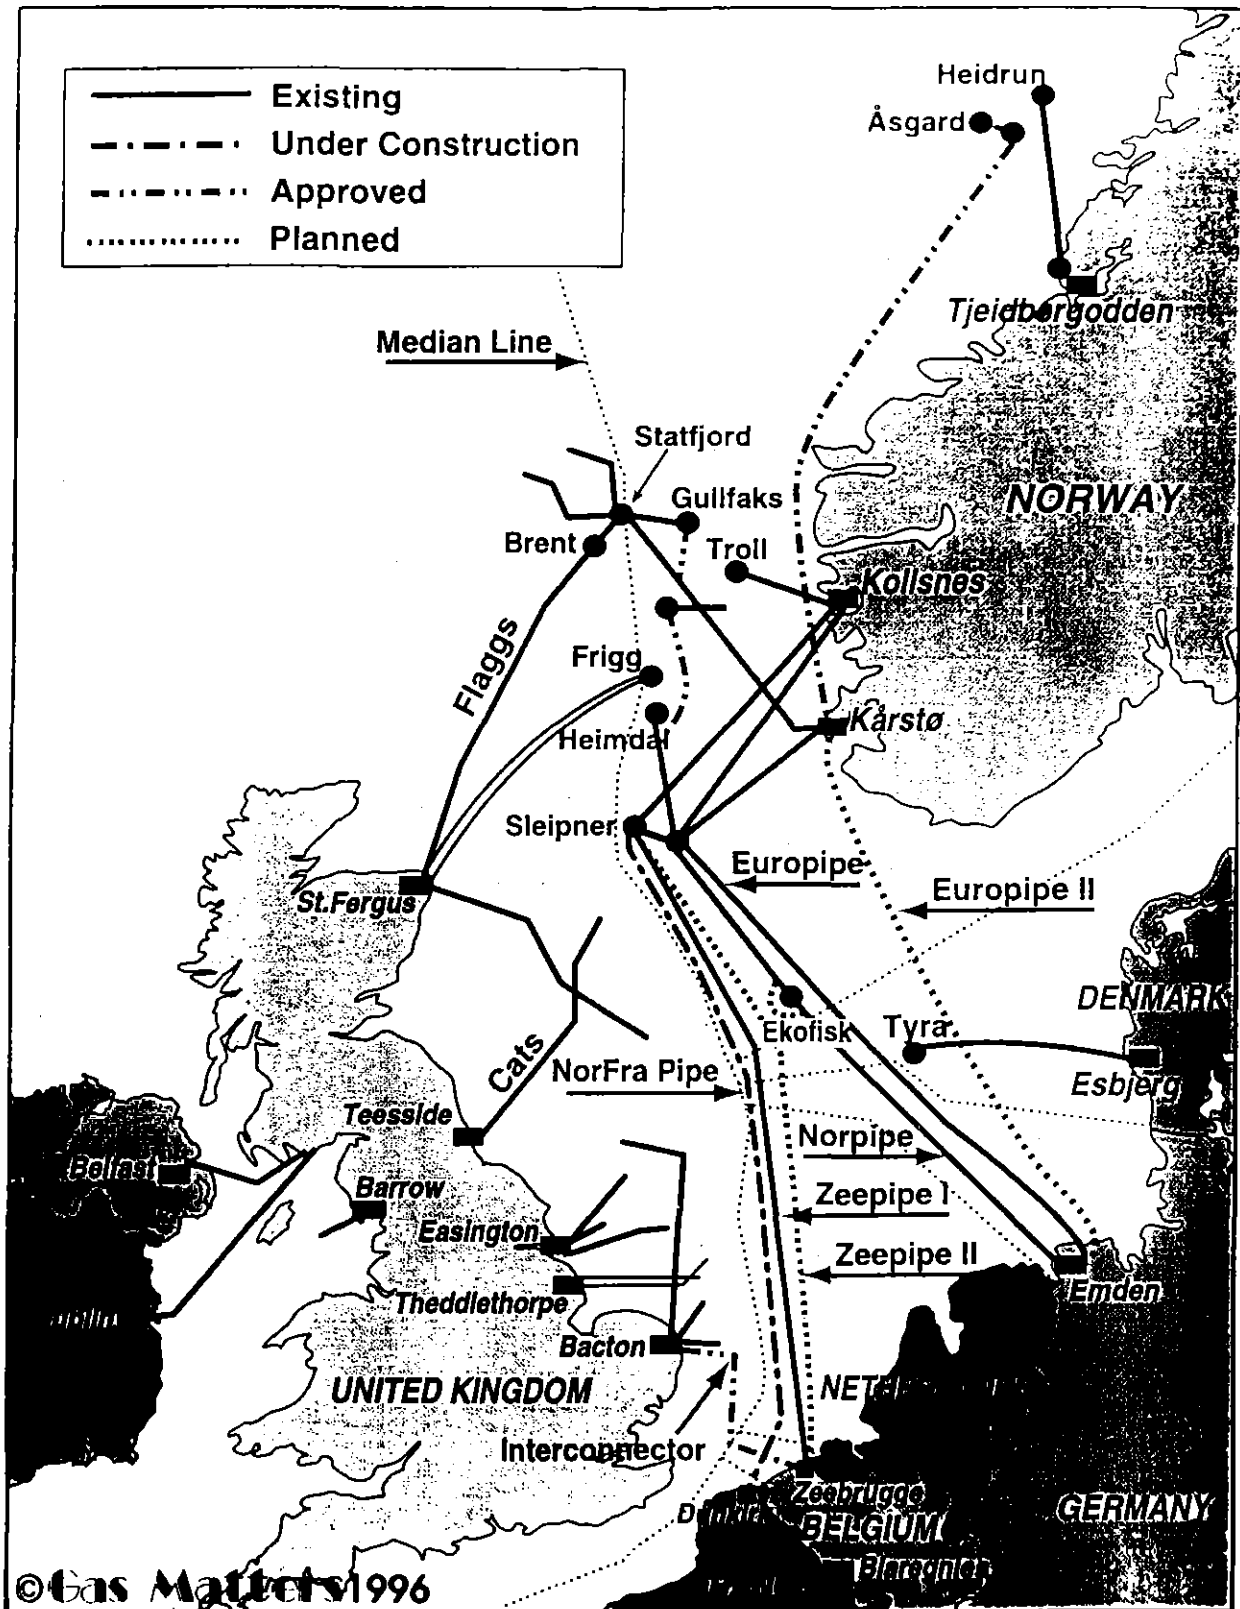 Existing
Under Construction
Approved
Planned
Heidrun
Åsgard
Tjeidbergodden
Median Line
Statfjord
Gullfaks
NORWAY
Brent
Troll
Kollsnes
Flaggs
Frigg
Kårstø
Heimdal
Sleipner
Europipe
St.Fergus
Europipe II
DENMARK
Ekofisk
Tyra
Cats
NorFra Pipe
Esbjerg
Teesside
Norpipe
Belfast
Barrow
Zeepipe I
Easington
Zeepipe II
Theddlethorpe
Emden
Bacton
UNITED KINGDOM
Interconnector
Zeebrugge
BELGIUM
GERMANY
©Gas Matters 1996